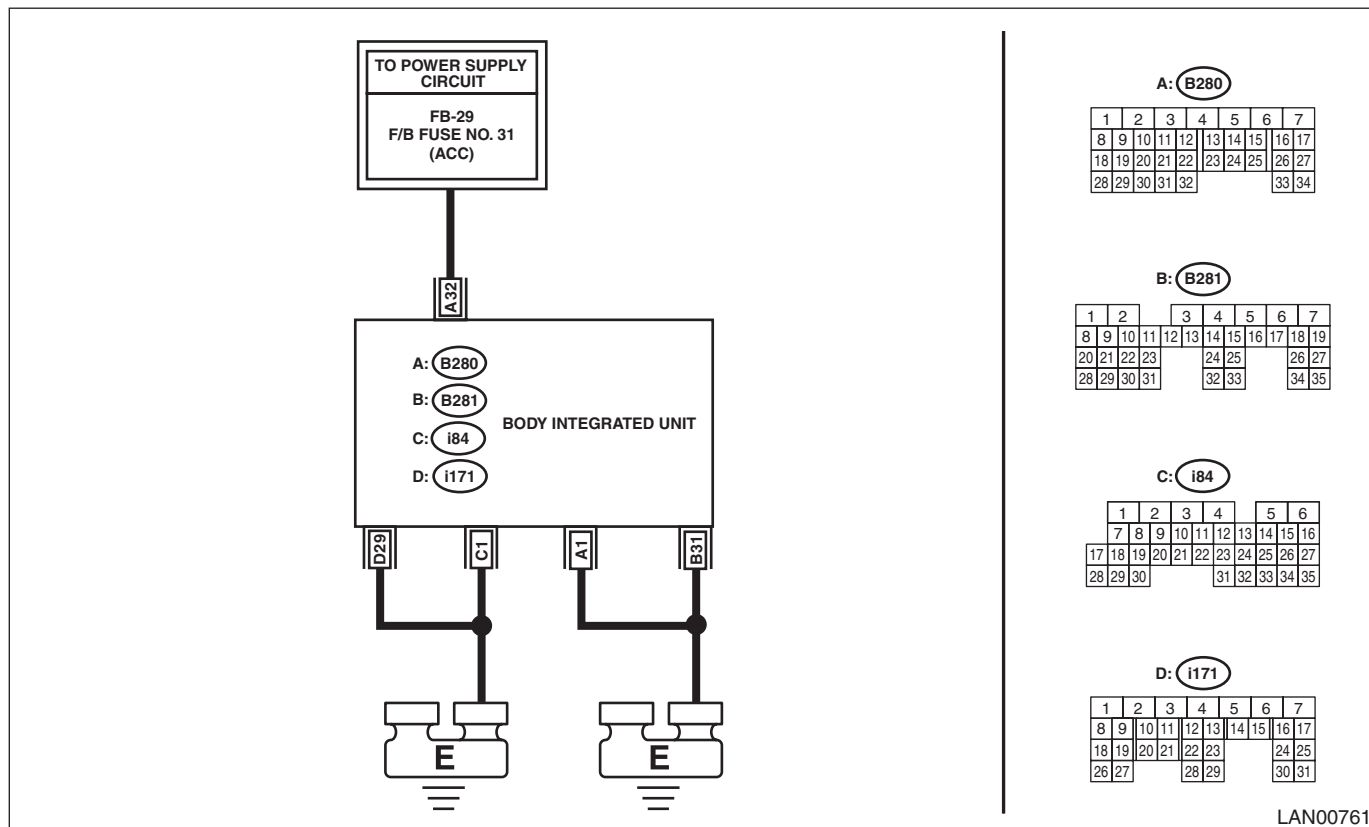 TO POWER SUPPLY
CIRCUIT
FB-29
F/B FUSE NO. 31
(ACC)
A32
A: B280
B: B281
C: i84
D: i171
BODY INTEGRATED UNIT
D29
C1
A1
B31
E
E
A: B280
1 2 3 4 5 6 7
8 9 10 11 12 13 14 15 16 17
18 19 20 21 22 23 24 25 26 27
28 29 30 31 32 33 34
B: B281
1 2 3 4 5 6 7
8 9 10 11 12 13 14 15 16 17 18 19
20 21 22 23 24 25 26 27
28 29 30 31 32 33 34 35
C: i84
1 2 3 4 5 6
7 8 9 10 11 12 13 14 15 16
17 18 19 20 21 22 23 24 25 26 27
28 29 30 31 32 33 34 35
D: i171
1 2 3 4 5 6 7
8 9 10 11 12 13 14 15 16 17
18 19 20 21 22 23 24 25
26 27 28 29 30 31
LAN00761